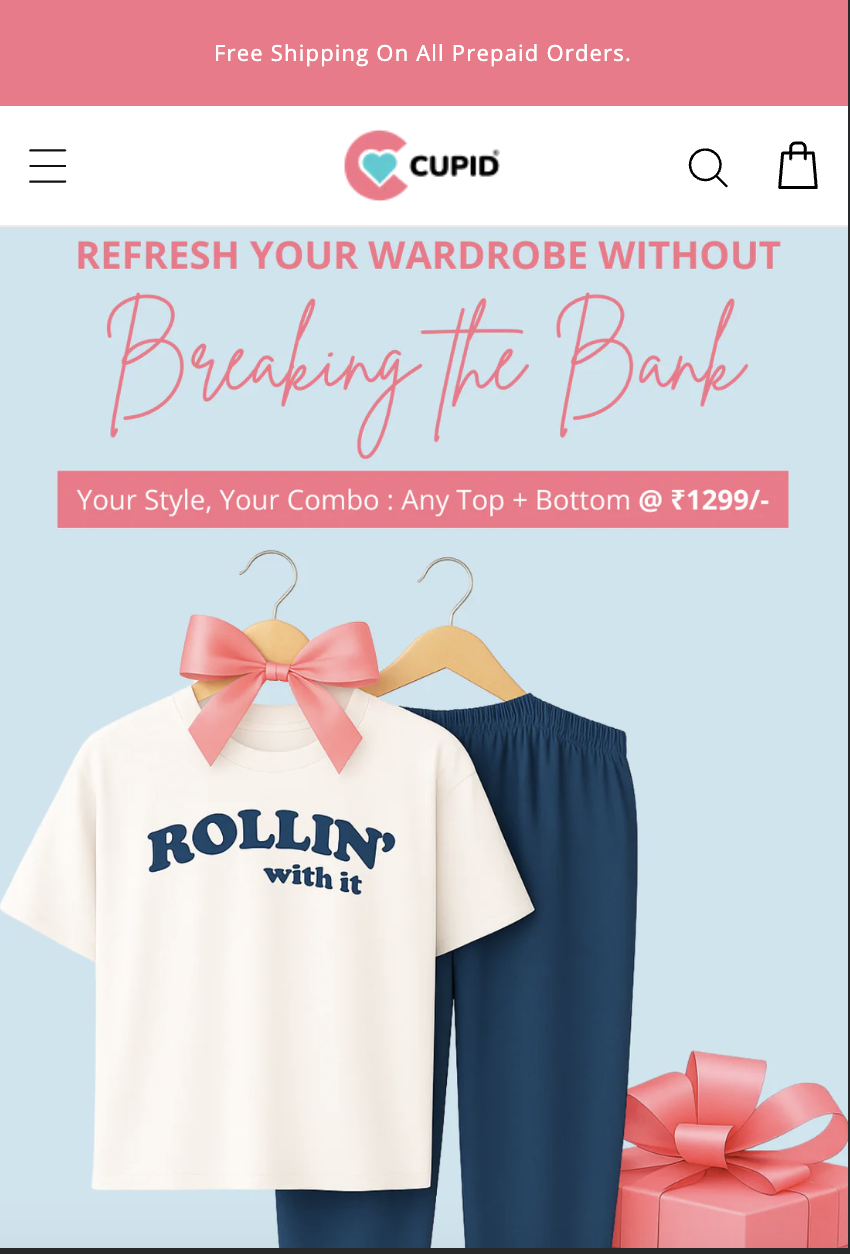 Free Shipping On All Prepaid Orders.
CUPID®
REFRESH YOUR WARDROBE WITHOUT
Breaking the Bank
Your Style, Your Combo : Any Top + Bottom @ ₹1299/-
ROLLIN’
with it